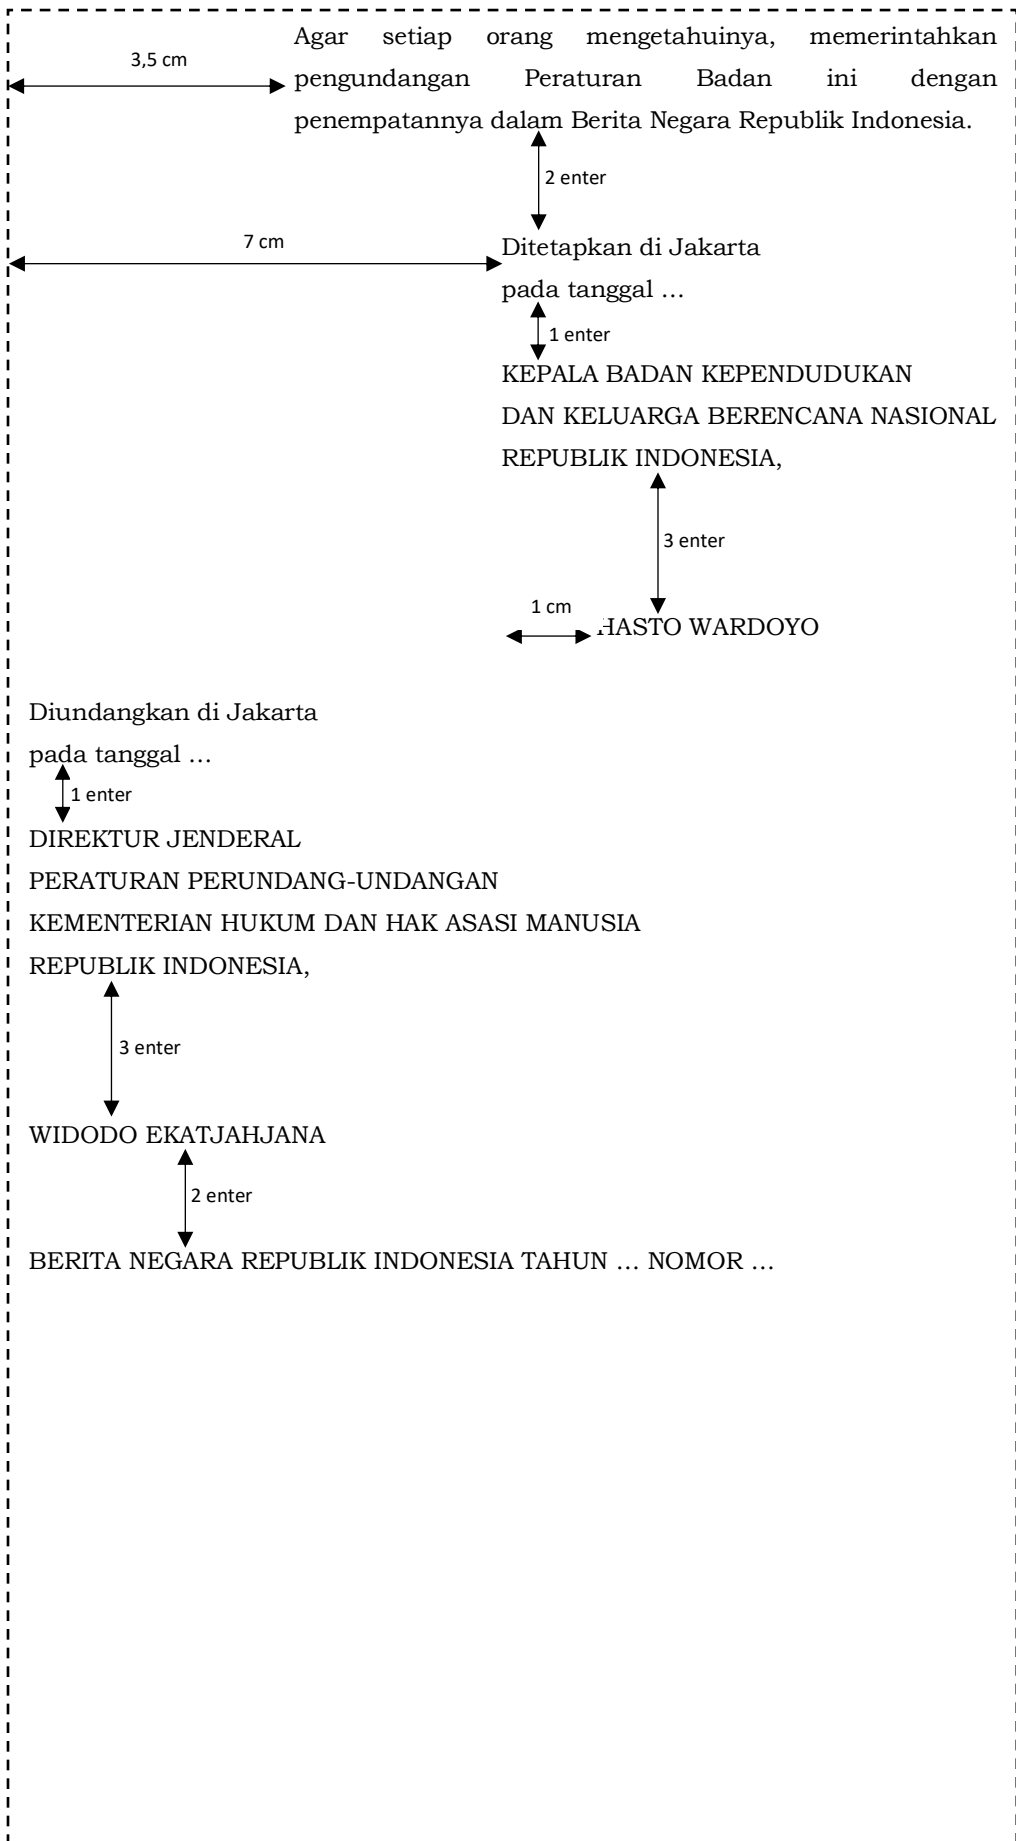 Agar setiap orang mengetahuinya, memerintahkan
3,5 cm
pengundangan Peraturan Badan ini dengan
penempatannya dalam Berita Negara Republik Indonesia.
2 enter
7 cm
Ditetapkan di Jakarta
pada tanggal …
1 enter
KEPALA BADAN KEPENDUDUKAN
DAN KELUARGA BERENCANA NASIONAL
REPUBLIK INDONESIA,
3 enter
1 cm
HASTO WARDOYO
Diundangkan di Jakarta
pada tanggal …
1 enter
DIREKTUR JENDERAL
PERATURAN PERUNDANG-UNDANGAN
KEMENTERIAN HUKUM DAN HAK ASASI MANUSIA
REPUBLIK INDONESIA,
3 enter
WIDODO EKATJAHJANA
2 enter
BERITA NEGARA REPUBLIK INDONESIA TAHUN … NOMOR …